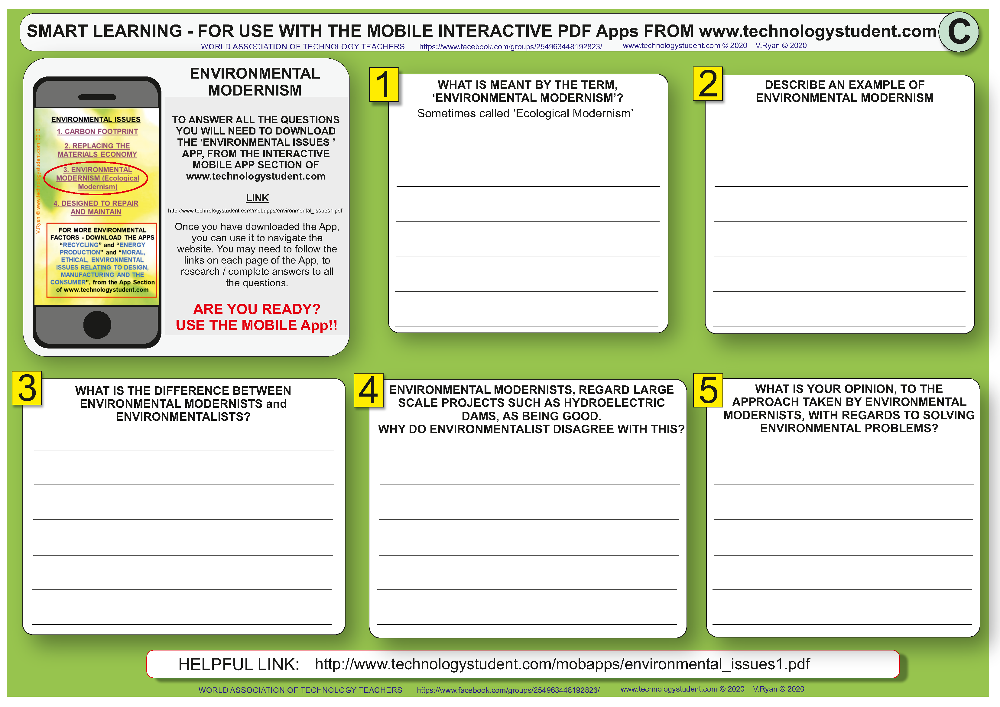 SMART LEARNING - FOR USE WITH THE MOBILE INTERACTIVE PDF Apps FROM www.technologystudent.com
C
WORLD ASSOCIATION OF TECHNOLOGY TEACHERS https://www.facebook.com/groups/254963448192823/ www.technologystudent.com © 2020 V.Ryan © 2020
ENVIRONMENTAL ISSUES
1. CARBON FOOTPRINT
2. REPLACING THE
MATERIALS ECONOMY
3. ENVIRONMENTAL
MODERNISM (Ecological
Modernism)
4. DESIGNED TO REPAIR
AND MAINTAIN
FOR MORE ENVIRONMENTAL
FACTORS - DOWNLOAD THE APPS
“RECYCLING” and “ENERGY
PRODUCTION” and “MORAL,
ETHICAL, ENVIRONMENTAL
ISSUES RELATING TO DESIGN,
MANUFACTURING AND THE
CONSUMER”, from the App Section
of www.technologystudent.com
V.Ryan © www.technologystudent.com 2019
ENVIRONMENTAL
MODERNISM
TO ANSWER ALL THE QUESTIONS
YOU WILL NEED TO DOWNLOAD
THE ‘ENVIRONMENTAL ISSUES ’
APP, FROM THE INTERACTIVE
MOBILE APP SECTION OF
www.technologystudent.com
LINK
http://www.technologystudent.com/mobapps/environmental_issues1.pdf
Once you have downloaded the App,
you can use it to navigate the
website. You may need to follow the
links on each page of the App, to
research / complete answers to all
the questions.
ARE YOU READY?
USE THE MOBILE App!!
1
WHAT IS MEANT BY THE TERM,
‘ENVIRONMENTAL MODERNISM’?
Sometimes called ‘Ecological Modernism’
2
DESCRIBE AN EXAMPLE OF
ENVIRONMENTAL MODERNISM
3
WHAT IS THE DIFFERENCE BETWEEN
ENVIRONMENTAL MODERNISTS and
ENVIRONMENTALISTS?
4
ENVIRONMENTAL MODERNISTS, REGARD LARGE
SCALE PROJECTS SUCH AS HYDROELECTRIC
DAMS, AS BEING GOOD.
WHY DO ENVIRONMENTALIST DISAGREE WITH THIS?
5
WHAT IS YOUR OPINION, TO THE
APPROACH TAKEN BY ENVIRONMENTAL
MODERNISTS, WITH REGARDS TO SOLVING
ENVIRONMENTAL PROBLEMS?
HELPFUL LINK: http://www.technologystudent.com/mobapps/environmental_issues1.pdf
WORLD ASSOCIATION OF TECHNOLOGY TEACHERS https://www.facebook.com/groups/254963448192823/ www.technologystudent.com © 2020 V.Ryan © 2020